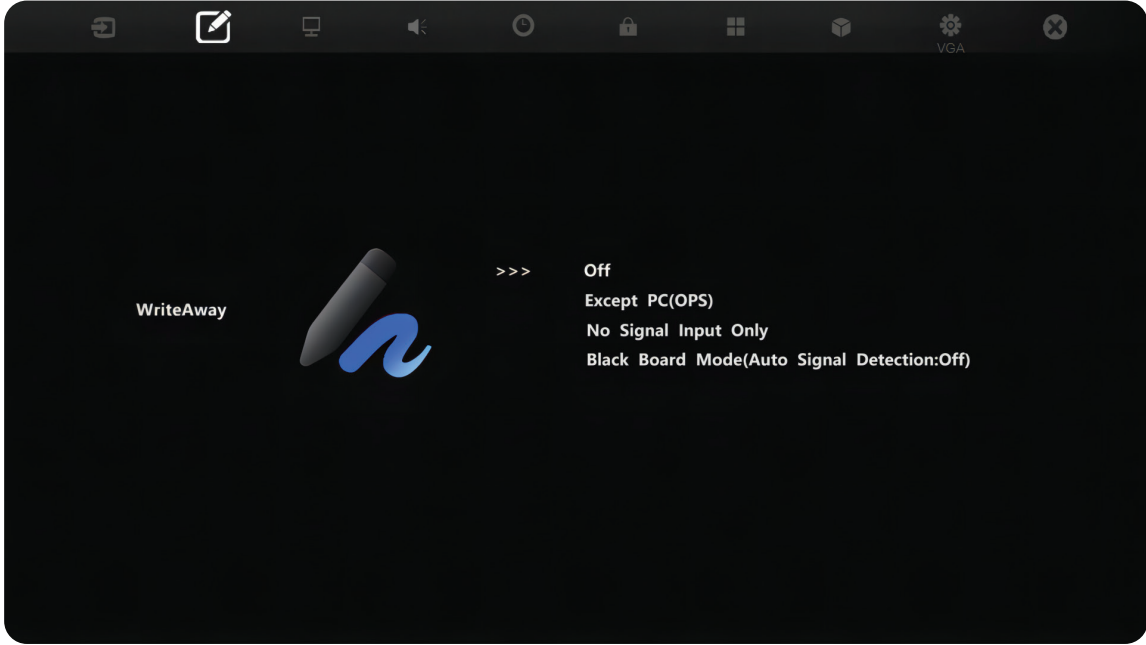 VGA
WriteAway
>>> Off
Except PC(OPS)
No Signal Input Only
Black Board Mode(Auto Signal Detection:Off)